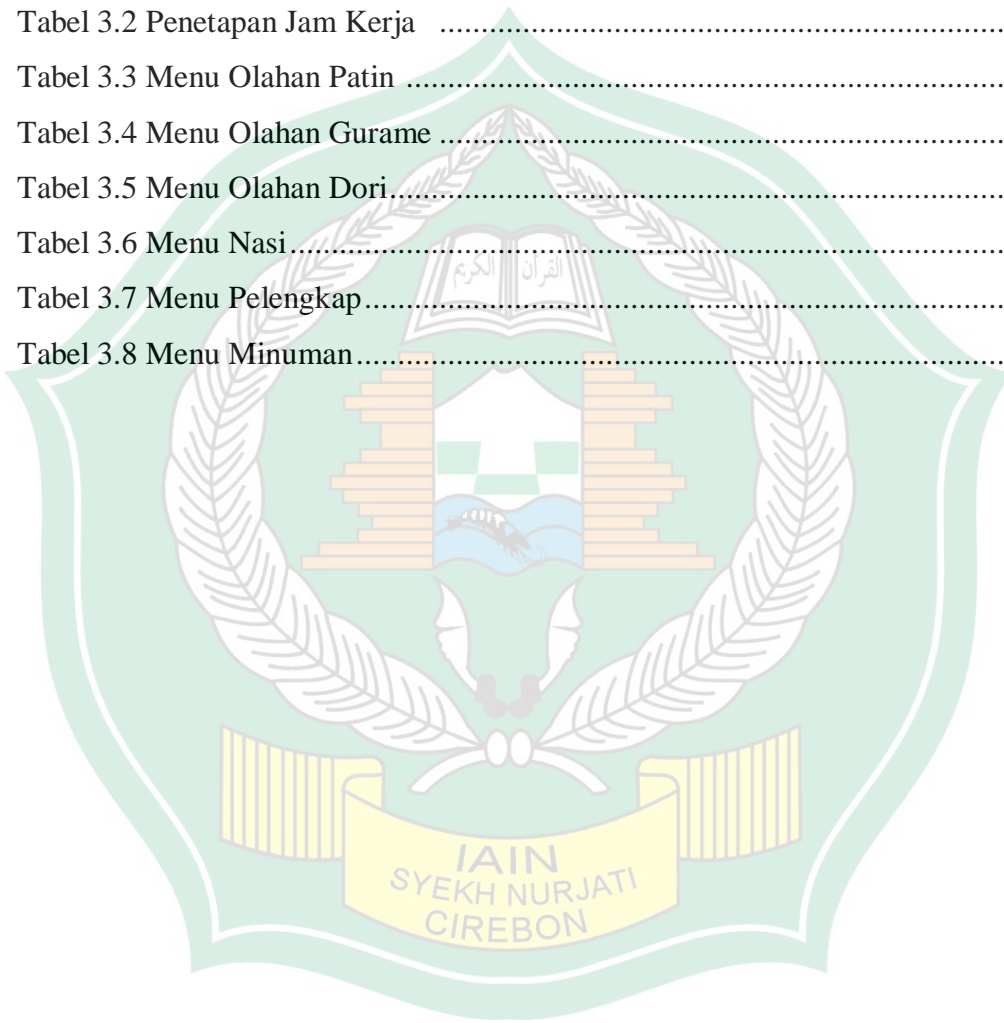 Tabel 3.2 Penetapan Jam Kerja ................................................................
Tabel 3.3 Menu Olahan Patin ....................................................................
Tabel 3.4 Menu Olahan Gurame ................................................................
Tabel 3.5 Menu Olahan Dori.......................................................................
Tabel 3.6 Menu Nasi...................................................................................
Tabel 3.7 Menu Pelengkap..........................................................................
Tabel 3.8 Menu Minuman...........................................................................
القرآن الكريم
IAIN
SYEKH NURJATI
CIREBON